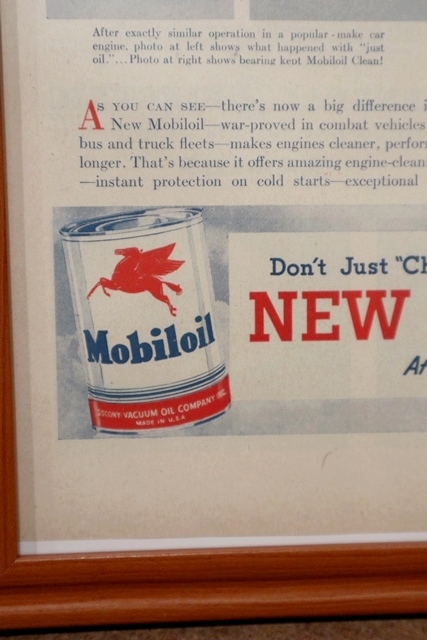 After exactly similar operation in a popular-make car
engine, photo at left shows what happened with "just
oil."... Photo at right shows bearing kept Mobiloil Clean!
AS YOU CAN SEE—there's now a big difference i
New Mobiloil—war-proved in combat vehicles
bus and truck fleets—makes engines cleaner, perfor
longer. That's because it offers amazing engine-clean
—instant protection on cold starts—exceptional
Mobiloil
SOCONY-VACUUM OIL COMPANY INC.
MADE IN U.S.A.
Don't Just "Ch
NEW
At